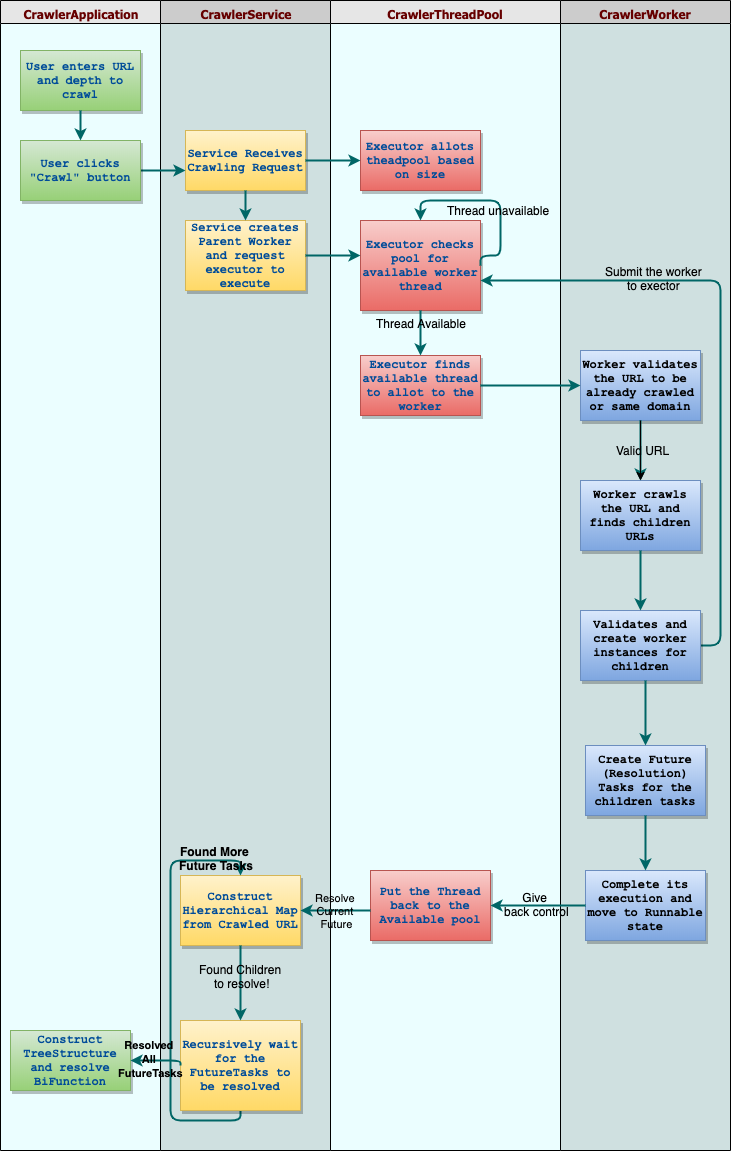 CrawlerApplication
CrawlerService
CrawlerThreadPool
CrawlerWorker
User enters URL
and depth to
crawl
User clicks
"Crawl" button
Service Receives
Crawling Request
Executor allots
theadpool based
on size
Service creates
Parent Worker
and request
executor to
execute
Thread unavailable
Executor checks
pool for
available worker
thread
Submit the worker
to exector
Thread Available
Executor finds
available thread
to allot to the
worker
Worker validates
the URL to be
already crawled
or same domain
Valid URL
Worker crawls
the URL and
finds children
URLs
Validates and
create worker
instances for
children
Create Future
(Resolution)
Tasks for the
children tasks
Complete its
execution and
move to Runnable
state
Give
back control
Put the Thread
back to the
Available pool
Resolve
Current
Future
Found More
Future Tasks
Construct
Hierarchical Map
from Crawled URL
Found Children
to resolve!
Recursively wait
for the
FutureTasks to
be resolved
Resolved
All
FutureTasks
Construct
TreeStructure
and resolve
BiFunction